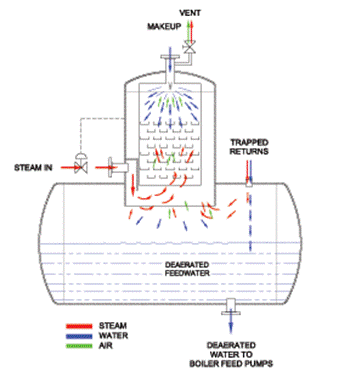 VENT
MAKEUP
TRAPPED
RETURNS
STEAM IN
DEAERATED
FEEDWATER
STEAM
WATER
AIR
DEAERATED
WATER TO
BOILER FEED PUMPS